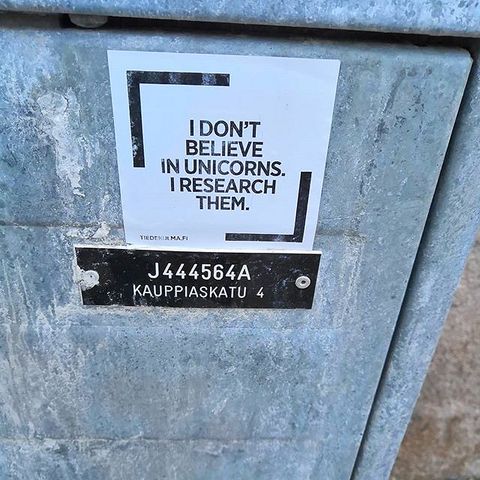 I DON'T
BELIEVE
IN UNICORNS.
I RESEARCH
THEM.
TIEDEKULMA.FI
J444564A
KAUPPIASKATU 4